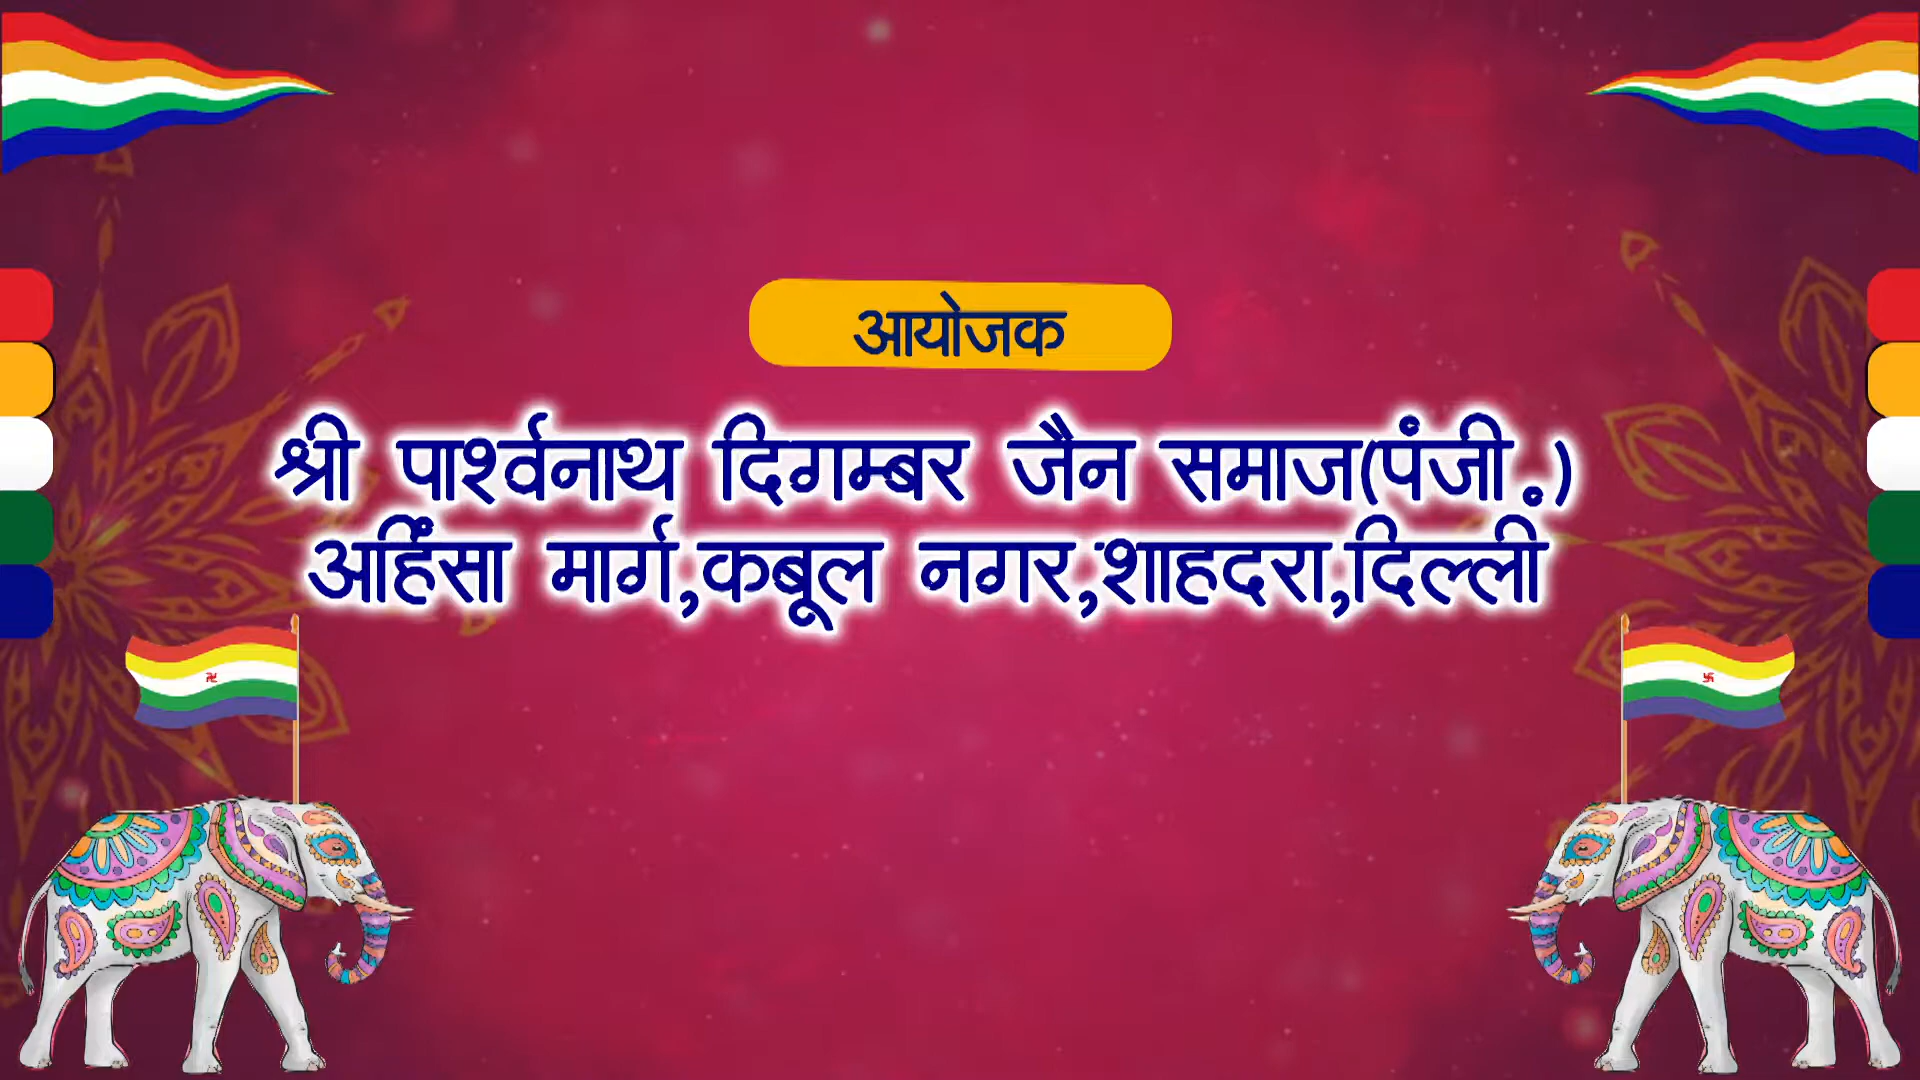 आयोजक
श्री पार्श्वनाथ दिगम्बर जैन समाज(पंजी.)
अहिंसा मार्ग,कबूल नगर,शाहदरा,दिल्ली